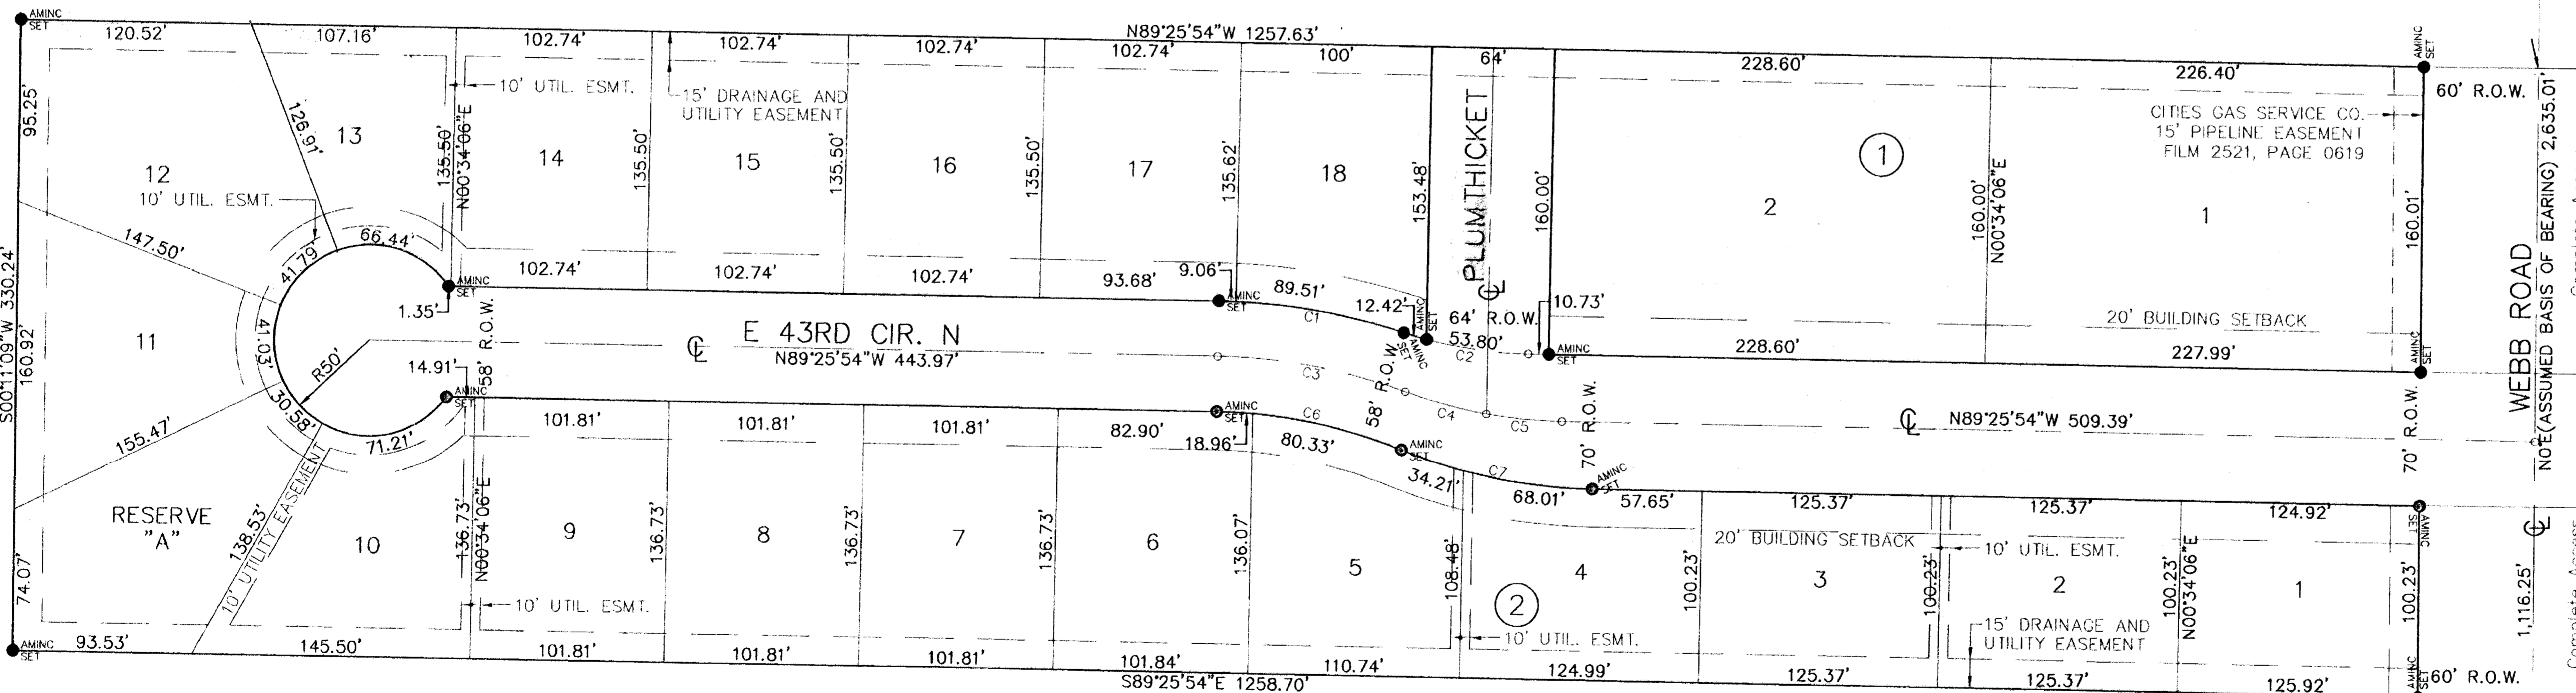 AMINC
SET
120.52'
107.16'
102.74'
102.74'
102.74'
N89°25'54"W 1257.63'
102.74'
100'
64'
228.60'
226.40'
AMINC
SET
60' R.O.W.
10' UTIL. ESMT.
15' DRAINAGE AND
UTILITY EASEMENT
CITIES GAS SERVICE CO.
15' PIPELINE EASEMENT
FILM 2521, PAGE 0619
95.25'
126.91'
12
13
14
15
16
17
18
1
2
1
10' UTIL. ESMT.
135.50'
N00°34'06"E
135.50'
135.50'
135.50'
135.62'
153.48'
PLUMTHICKET
160.00'
160.00'
N00°34'06"E
160.01'
S00°11'09"W 330.24'
160.92'
147.50'
41.79'
66.44'
1.35'
AMINC
SET
102.74'
102.74'
102.74'
93.68'
9.06'
AMINC
SET
89.51'
C1
12.42'
AMINC
SET
AMINC
SET
64' R.O.W.
53.80'
C2
10.73'
AMINC
SET
228.60'
20' BUILDING SETBACK
227.99'
AMINC
SET
11
41.03'
R50'
30.58'
71.21'
58' R.O.W.
14.91'
AMINC
SET
E 43RD CIR. N
N89°25'54"W 443.97'
C3
58' R.O.W.
C4
C5
70' R.O.W.
N89°25'54"W 509.39'
70' R.O.W.
WEBB ROAD
N0°E(ASSUMED BASIS OF BEARING) 2,635.01'
155.47'
101.81'
101.81'
101.81'
82.90'
18.96'
AMINC
SET
C6
80.33'
AMINC
SET
34.21'
C7
68.01'
AMINC
SET
57.65'
125.37'
125.37'
124.92'
AMINC
SET
RESERVE
"A"
138.53'
10' UTILITY EASEMENT
10
136.73'
N00°34'06"E
9
136.73'
8
136.73'
7
136.73'
6
136.07'
5
108.48'
4
2
100.23'
20' BUILDING SETBACK
3
100.23'
10' UTIL. ESMT.
2
100.23'
N00°34'06"E
1
100.23'
1,116.25'
Complete Access
74.07'
10' UTIL. ESMT.
10' UTIL. ESMT.
15' DRAINAGE AND
UTILITY EASEMENT
AMINC
SET
93.53'
145.50'
101.81'
101.81'
101.81'
101.84'
S89°25'54"E 1258.70'
110.74'
124.99'
125.37'
125.37'
125.92'
AMINC
SET
60' R.O.W.